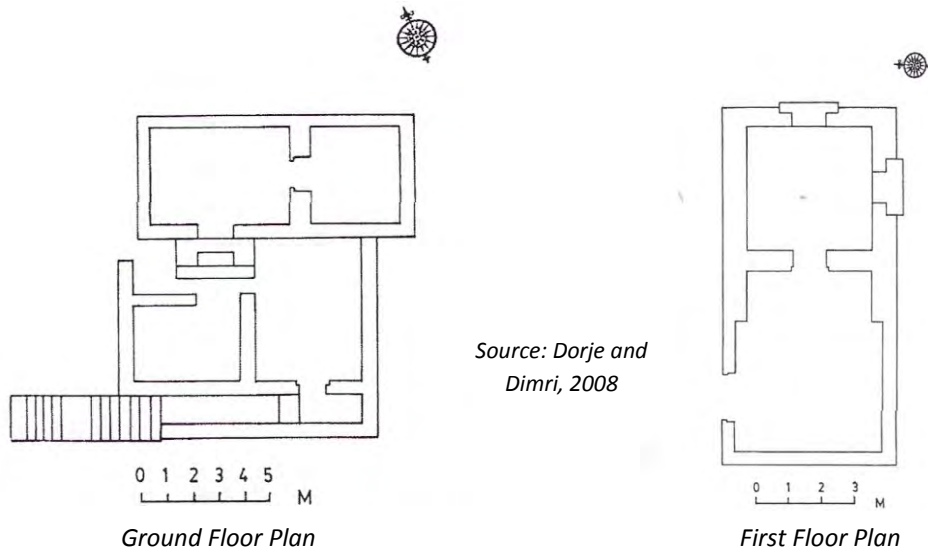 Source: Dorje and
Dimri, 2008
0 1 2 3 4 5
M
0 1 2 3
M
Ground Floor Plan
First Floor Plan